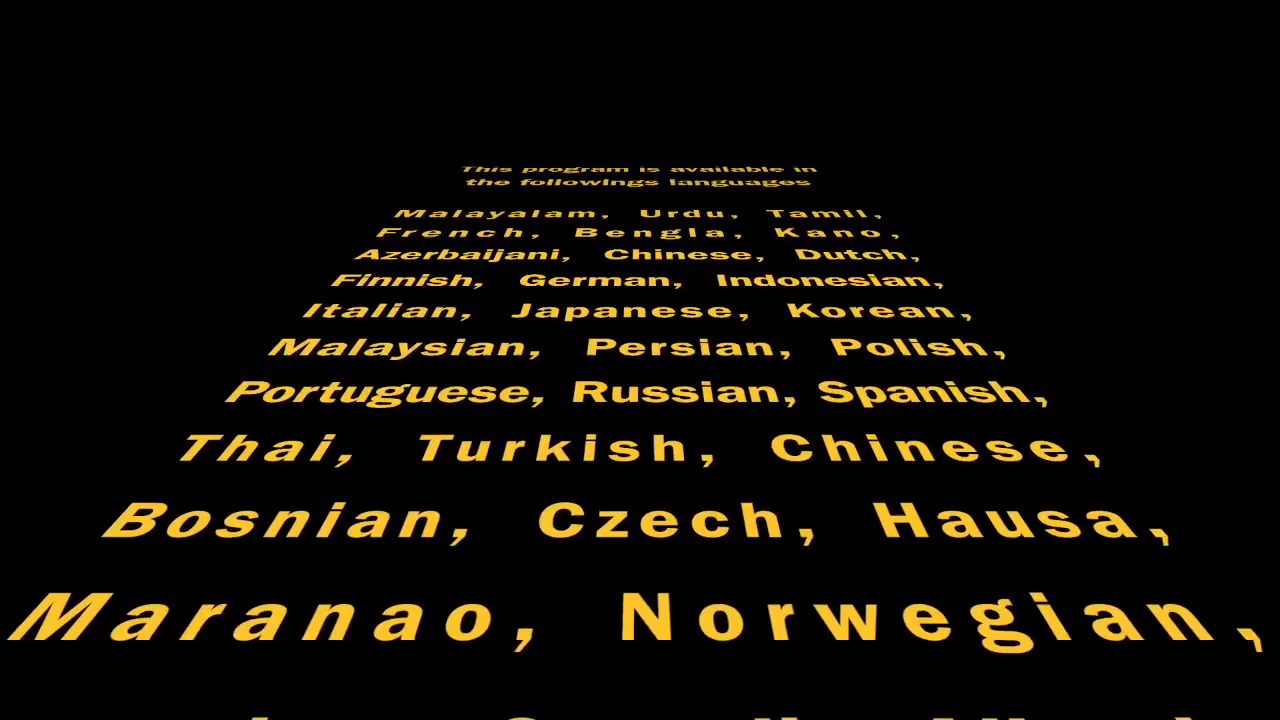 This program is available in
the followings languages
Malayalam, Urdu, Tamil,
French, Bengla, Kano,
Azerbaijani, Chinese, Dutch,
Finnish, German, Indonesian,
Italian, Japanese, Korean,
Malaysian, Persian, Polish,
Portuguese, Russian, Spanish,
Thai, Turkish, Chinese,
Bosnian, Czech, Hausa,
Maranao, Norwegian,